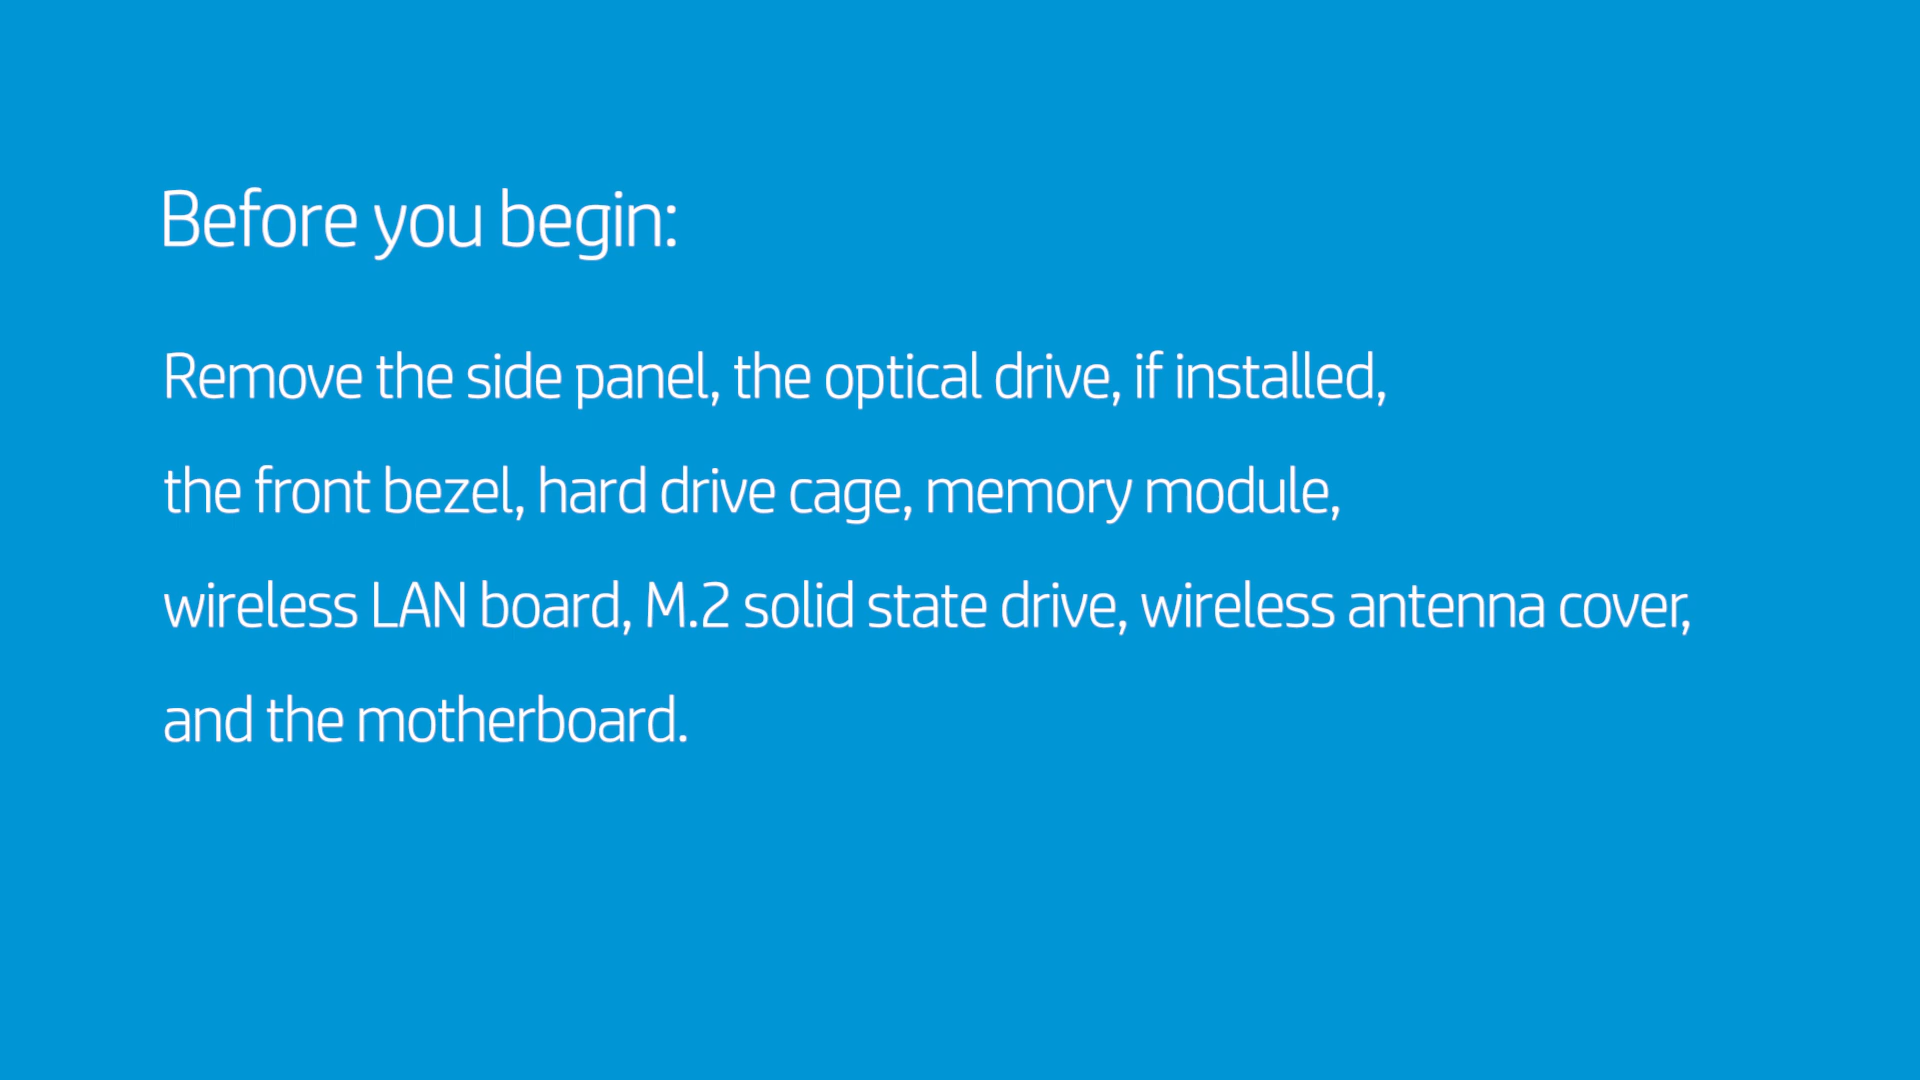 Before you begin:
Remove the side panel, the optical drive, if installed,
the front bezel, hard drive cage, memory module,
wireless LAN board, M.2 solid state drive, wireless antenna cover,
and the motherboard.